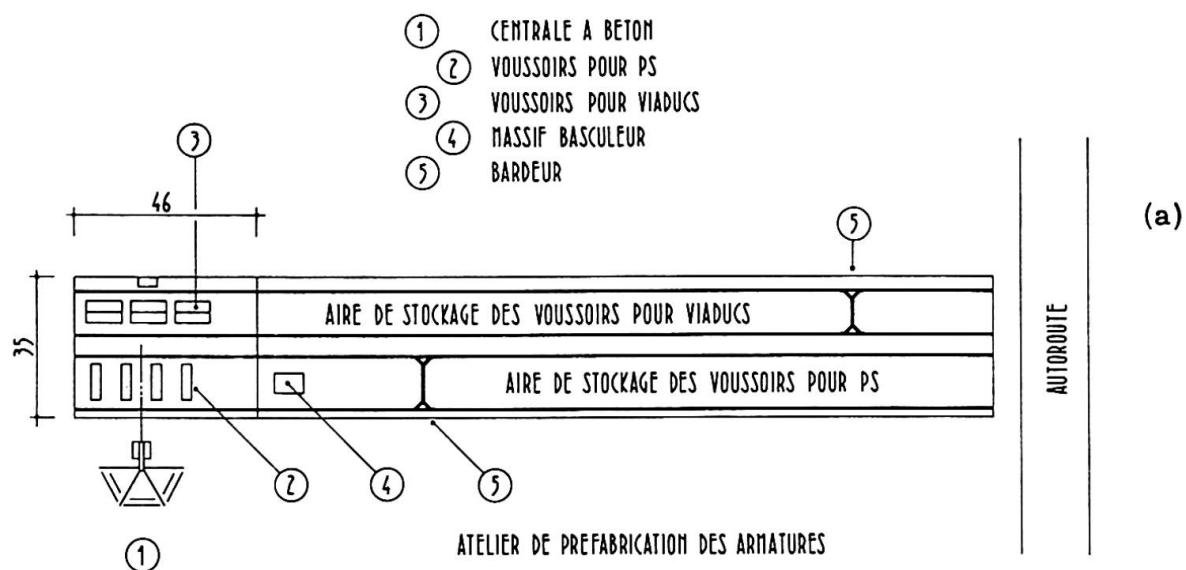 1 CENTRALE A BETON
2 VOUSSOIRS POUR PS
3 VOUSSOIRS POUR VIADUCS
4 MASSIF BASCULEUR
5 BARDEUR
3
46
5
(a)
AIRE DE STOCKAGE DES VOUSSOIRS POUR VIADUCS
35
AIRE DE STOCKAGE DES VOUSSOIRS POUR PS
AUTOROUTE
2
4
5
1
ATELIER DE PREFABRICATION DES ARMATURES